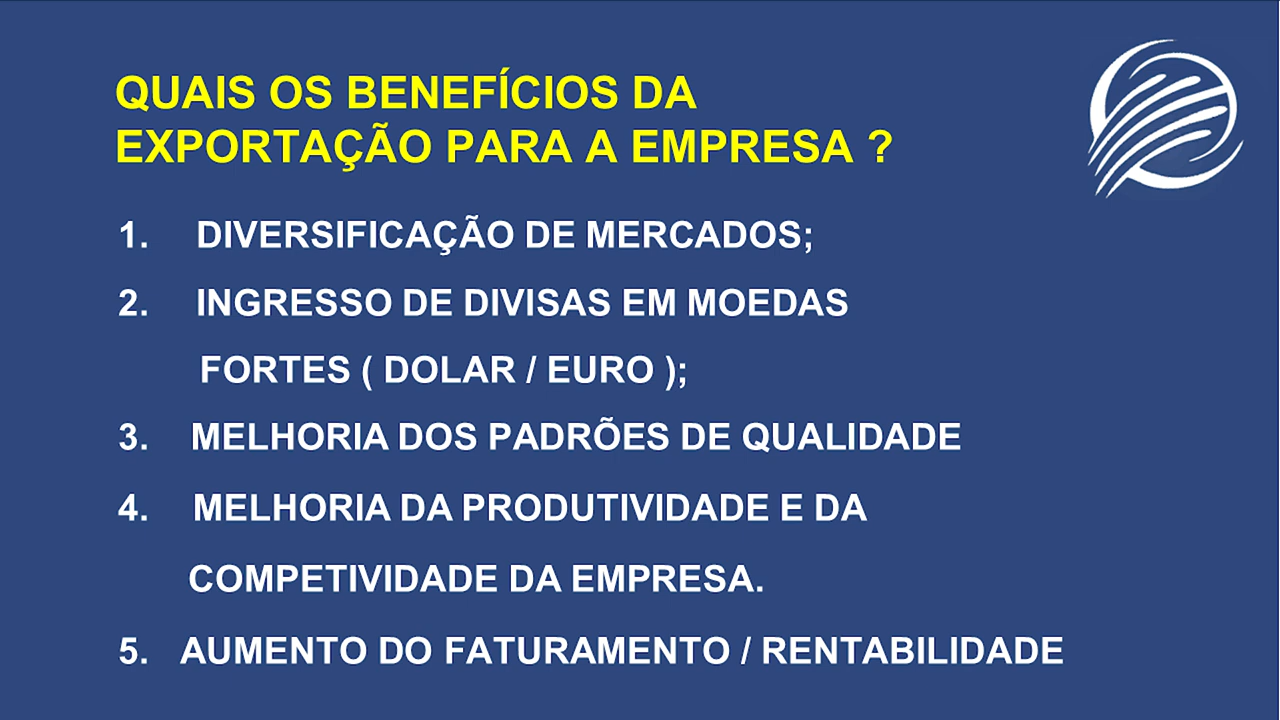 QUAIS OS BENEFÍCIOS DA
EXPORTAÇÃO PARA A EMPRESA ?
1. DIVERSIFICAÇÃO DE MERCADOS;
2. INGRESSO DE DIVISAS EM MOEDAS
FORTES ( DOLAR / EURO );
3. MELHORIA DOS PADRÕES DE QUALIDADE
4. MELHORIA DA PRODUTIVIDADE E DA
COMPETIVIDADE DA EMPRESA.
5. AUMENTO DO FATURAMENTO / RENTABILIDADE